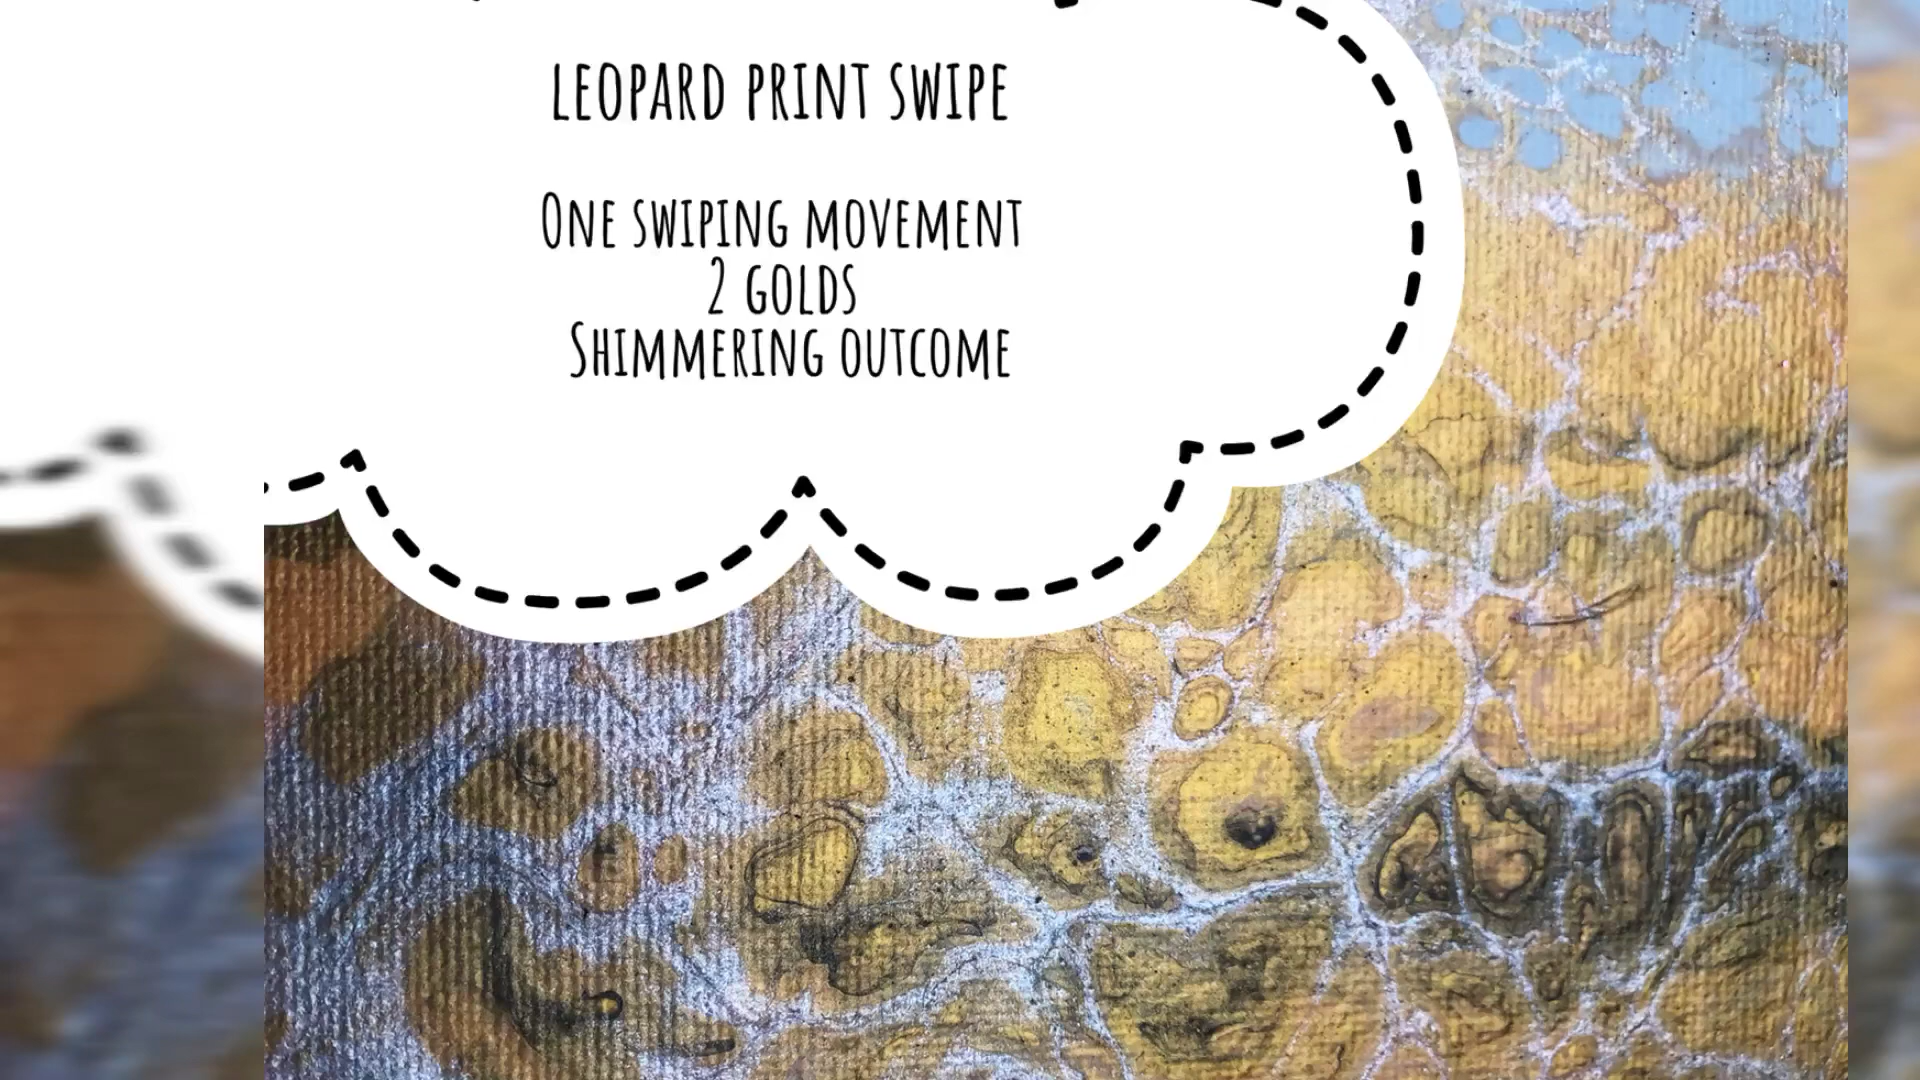 LEOPARD PRINT SWIPE
ONE SWIPING MOVEMENT
2 GOLDS
SHIMMERING OUTCOME